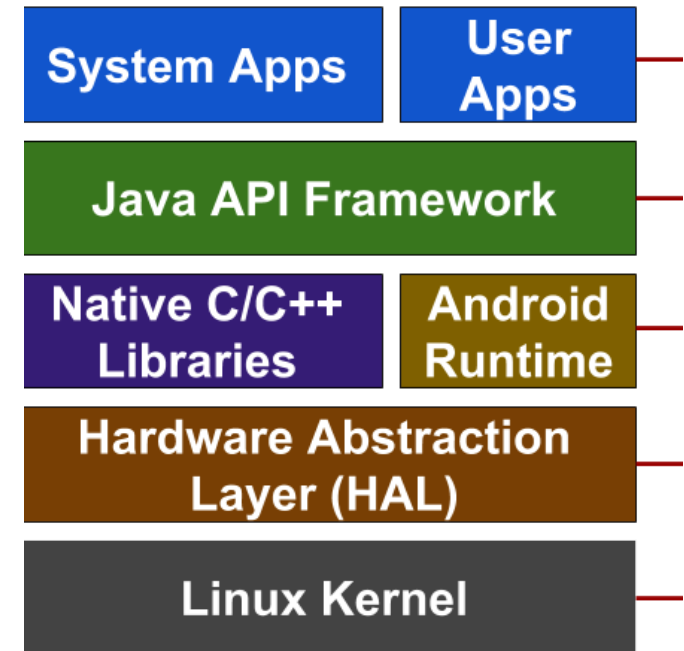 System Apps
User
Apps
Java API Framework
Native C/C++
Libraries
Android
Runtime
Hardware Abstraction
Layer (HAL)
Linux Kernel